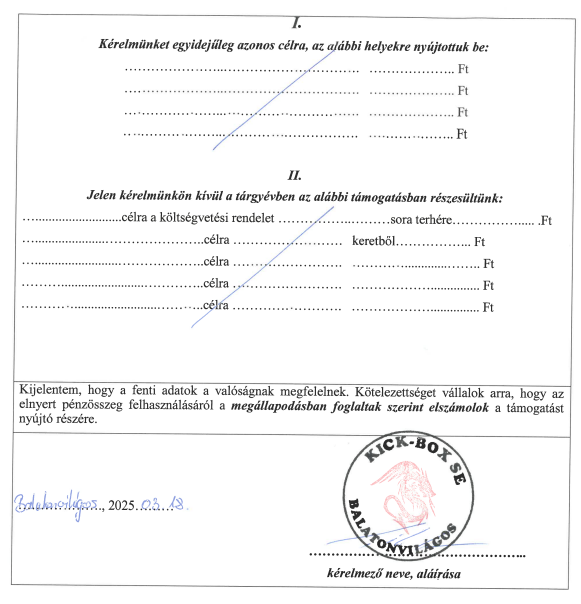 I.
Kérelmünket egyidejűleg azonos célra, az alábbi helyekre nyújtottuk be:
........................................................ .................... Ft
........................................................ .................... Ft
........................................................ .................... Ft
........................................................ .................... Ft
II.
Jelen kérelmünkön kívül a tárgyévben az alábbi támogatásban részesültünk:
.............................célra a költségvetési rendelet ............................sora terhére..................... .Ft
............................................célra .......................... keretből.................. Ft
............................................célra .......................... ............................... Ft
............................................célra .......................... ............................... Ft
............................................célra .......................... ............................... Ft
Kijelentem, hogy a fenti adatok a valóságnak megfelelnek. Kötelezettséget vállalok arra, hogy az
elnyert pénzösszeg felhasználásáról a megállapodásban foglaltak szerint elszámolok a támogatást
nyújtó részére.
KICK-BOX SE
Balatonvilágos, 2025. 03. 18.
BALATONVILÁGOS
kérelmező neve, aláírása